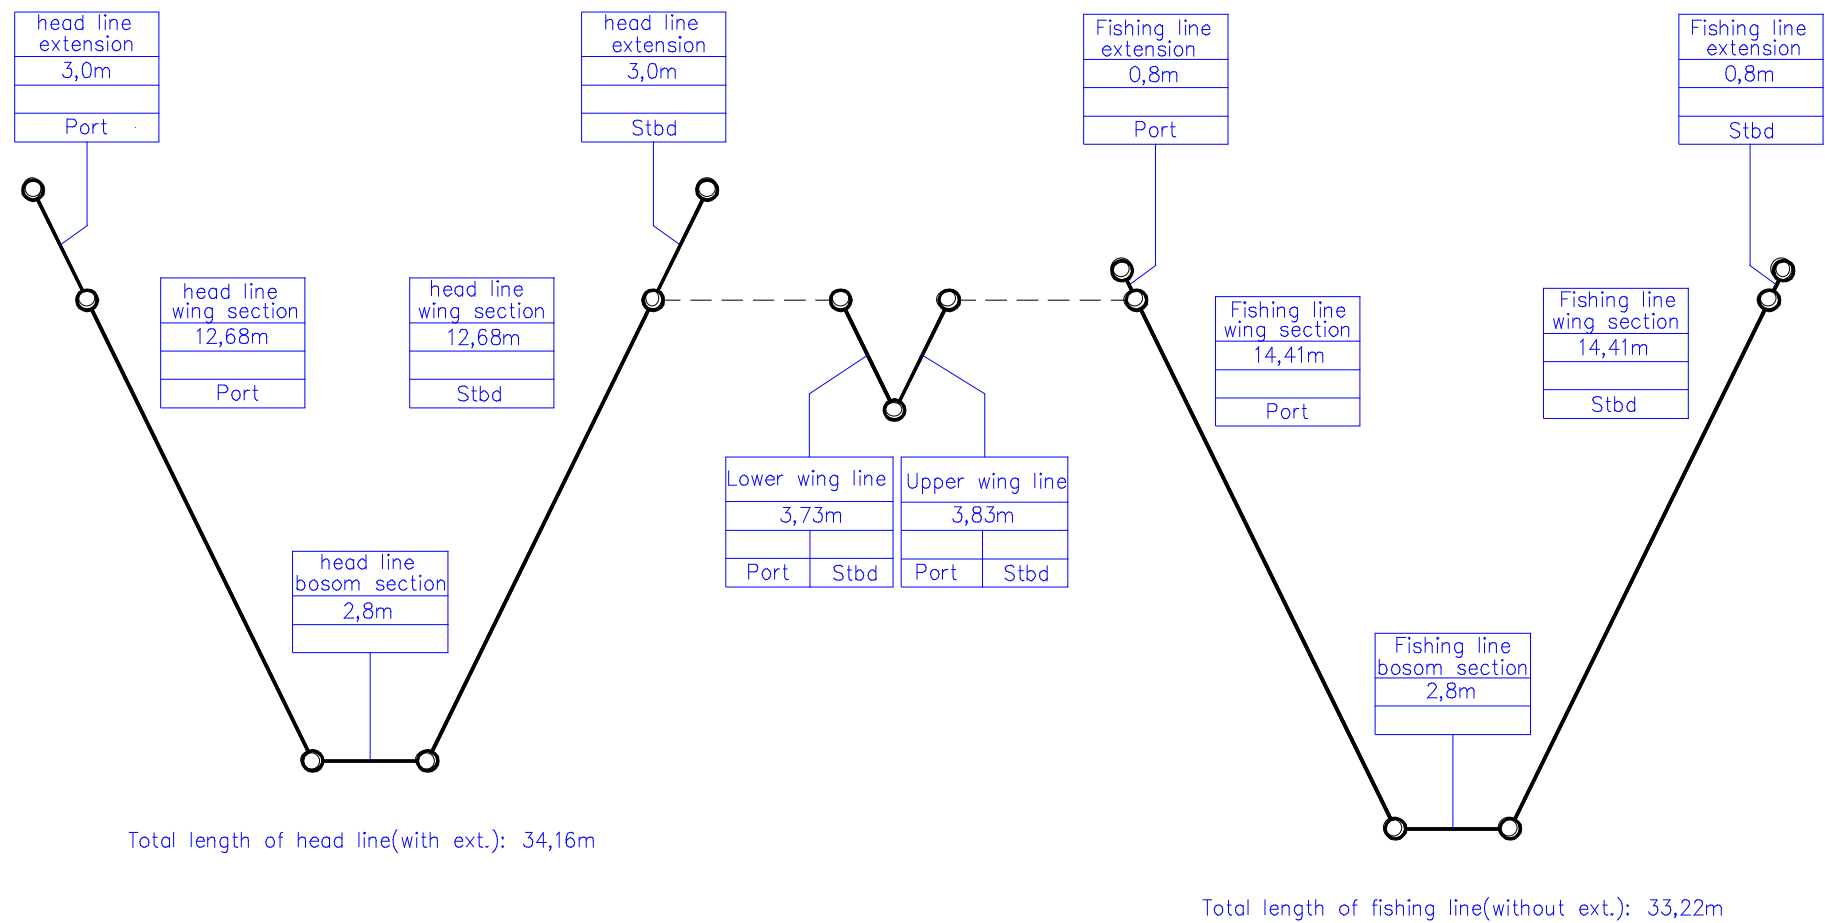 head line
extension
3,0m
Port
head line
extension
3,0m
Stbd
Fishing line
extension
0,8m
Port
Fishing line
extension
0,8m
Stbd
head line
wing section
12,68m
Port
head line
wing section
12,68m
Stbd
Fishing line
wing section
14,41m
Port
Fishing line
wing section
14,41m
Stbd
Lower wing line
3,73m
Port Stbd
Upper wing line
3,83m
Port Stbd
head line
bosom section
2,8m
Fishing line
bosom section
2,8m
Total length of head line(with ext.): 34,16m
Total length of fishing line(without ext.): 33,22m